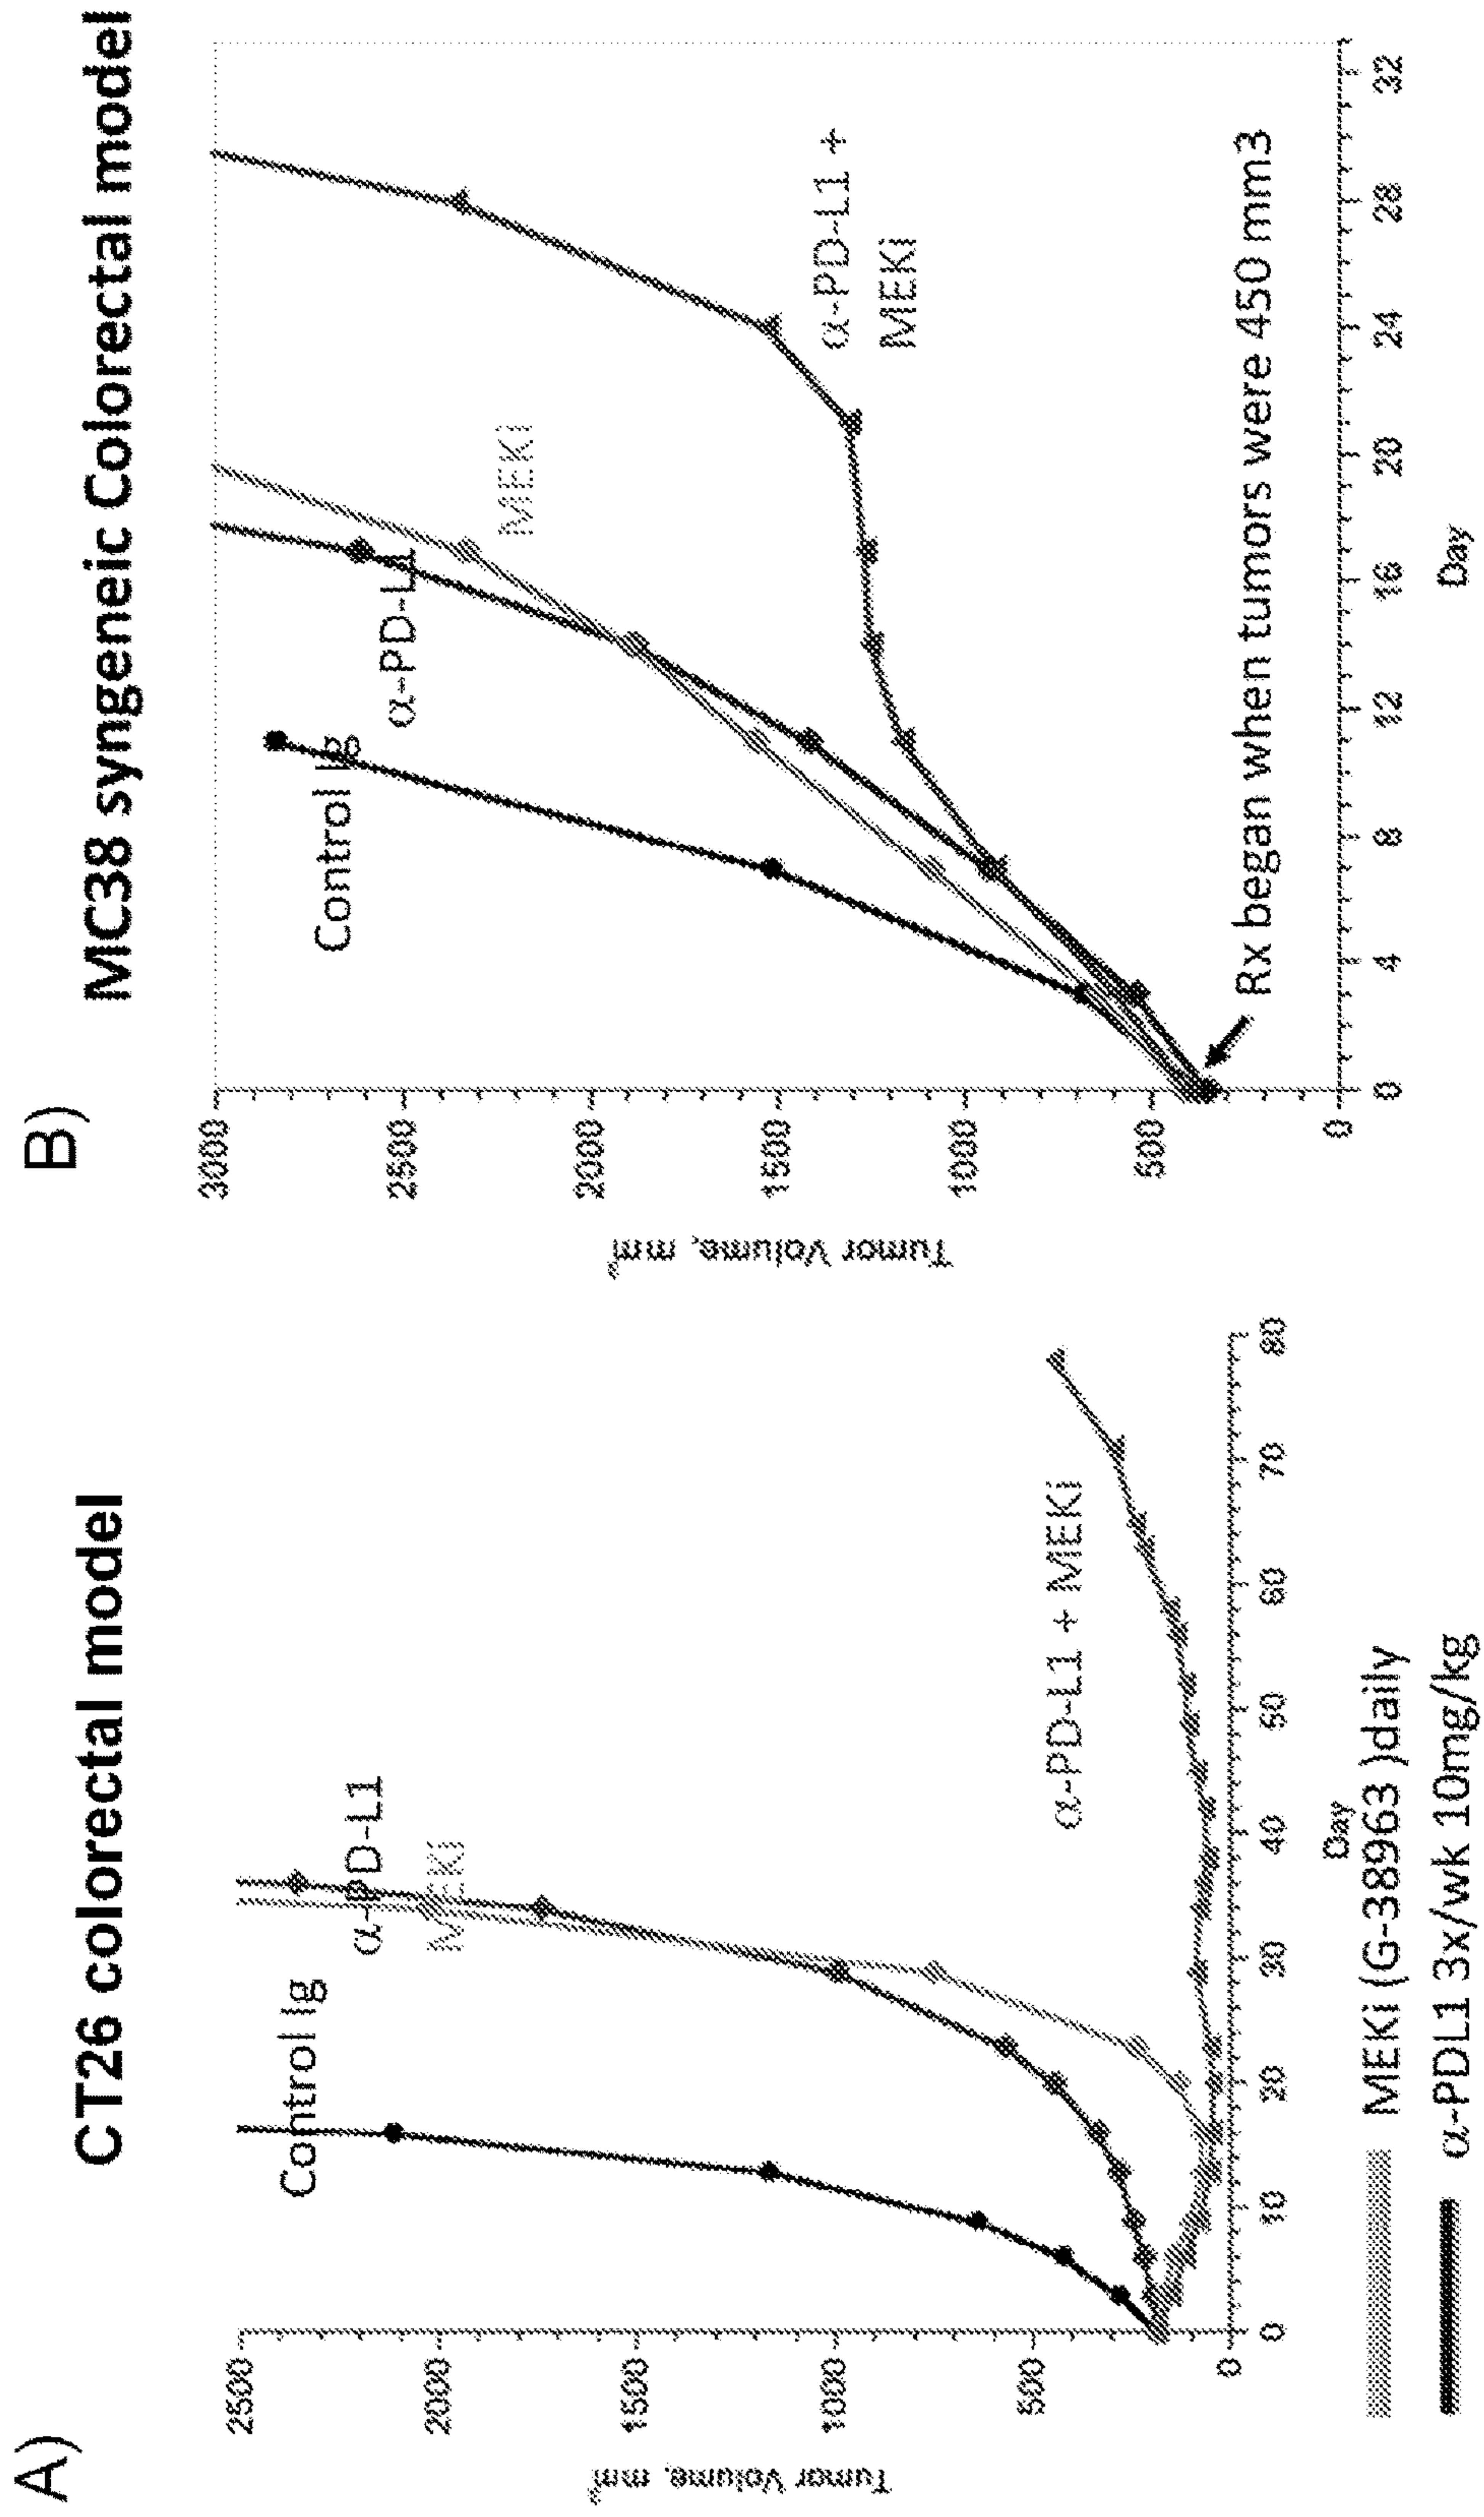 A)
CT26 colorectal model
Tumor Volume, mm³
2500
2000
1500
1000
500
0
Control Ig
α-PD-L1
MEKi
α-PD-L1 + MEKi
0 10 20 30 40 50 60 70 80
Day
MEKi (G-38963 )daily
α-PDL1 3x/wk 10mg/kg
B)
MC38 syngeneic Colorectal model
Tumor Volume, mm³
3000
2500
2000
1500
1000
500
0
Control Ig
α-PD-L1
MEKi
α-PD-L1 +
MEKi
Rx began when tumors were 450 mm3
0 4 8 12 16 20 24 28 32
Day